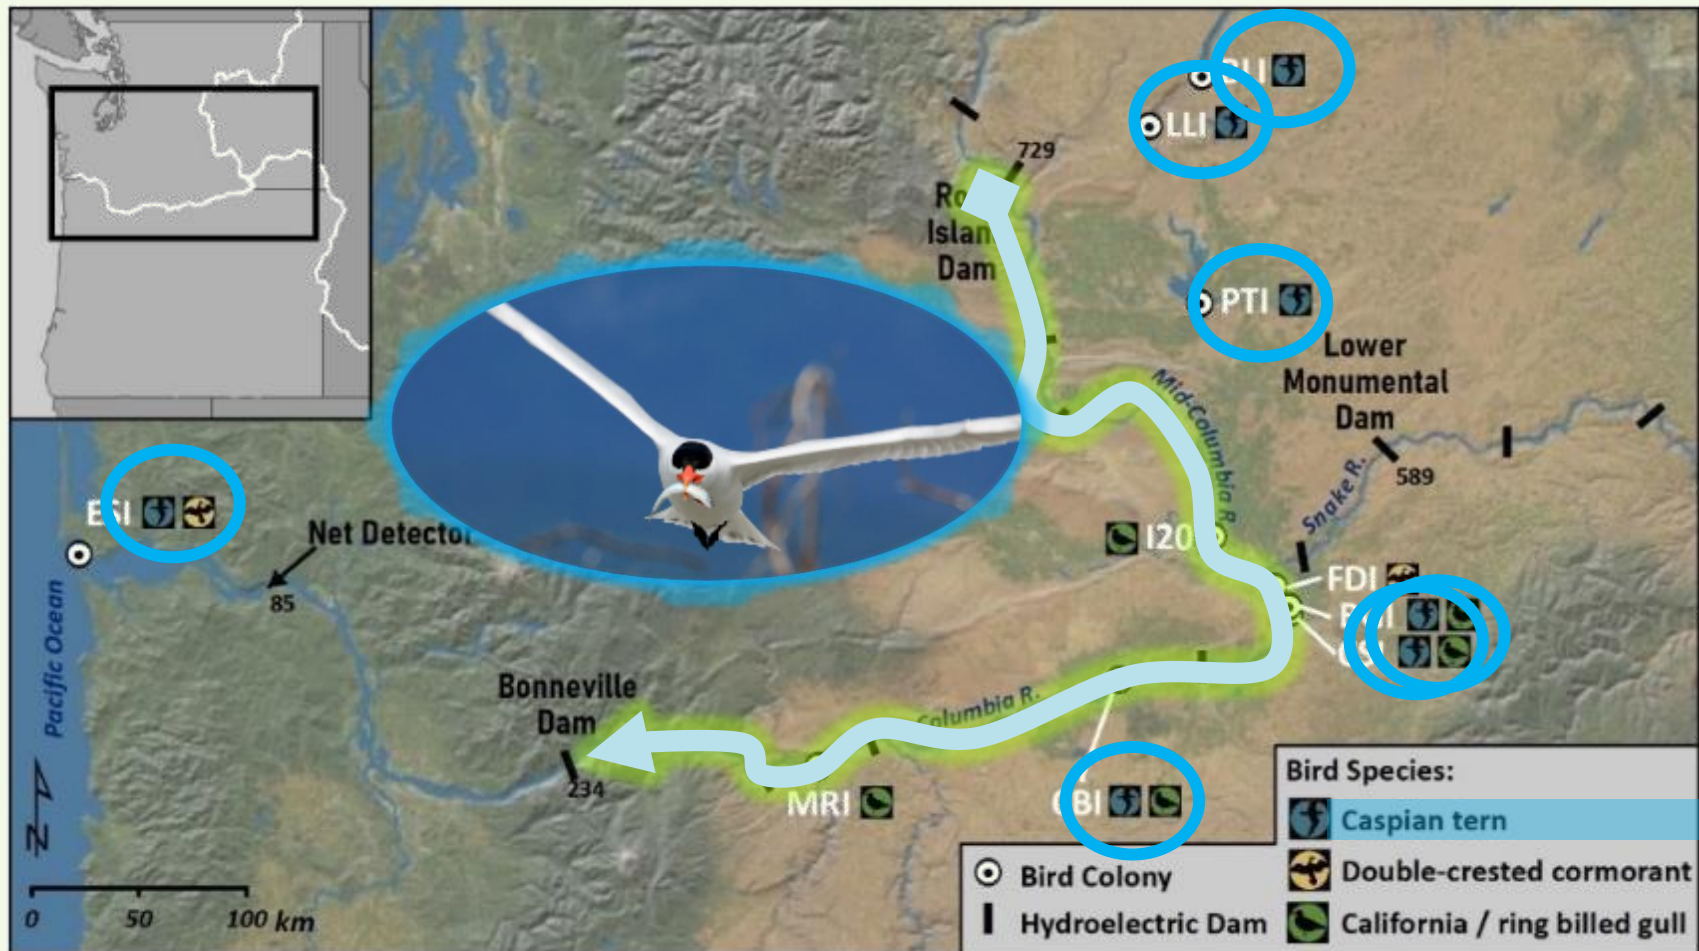 LLI
729
Island
Dam
PTI
Lower
Monumental
Dam
Mid-Columbia R.
589
Snake R.
ESI
Net Detector
85
I20
FDI
Pacific Ocean
Bonneville
Dam
234
Columbia R.
MRI
CBI
N
0 50 100 km
Bird Species:
Caspian tern
Double-crested cormorant
California / ring billed gull
Bird Colony
Hydroelectric Dam